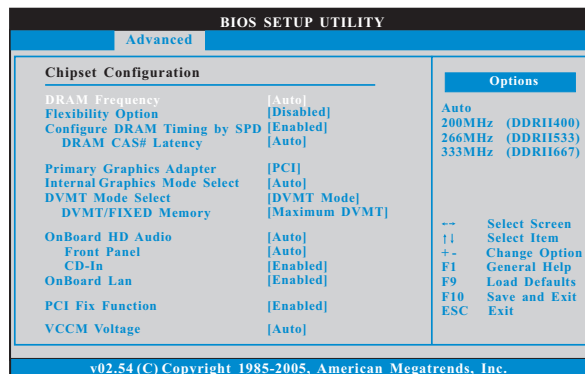 BIOS SETUP UTILITY
Advanced
Chipset Configuration
DRAM Frequency [Auto]
Flexibility Option [Disabled]
Configure DRAM Timing by SPD [Enabled]
DRAM CAS# Latency [Auto]
Primary Graphics Adapter [PCI]
Internal Graphics Mode Select [Auto]
DVMT Mode Select [DVMT Mode]
DVMT/FIXED Memory [Maximum DVMT]
OnBoard HD Audio [Auto]
Front Panel [Auto]
CD-In [Enabled]
OnBoard Lan [Enabled]
PCI Fix Function [Enabled]
VCCM Voltage [Auto]
Options
Auto
200MHz (DDRII400)
266MHz (DDRII533)
333MHz (DDRII667)
←→ Select Screen
↑↓ Select Item
+- Change Option
F1 General Help
F9 Load Defaults
F10 Save and Exit
ESC Exit
v02.54 (C) Copyright 1985-2005, American Megatrends, Inc.